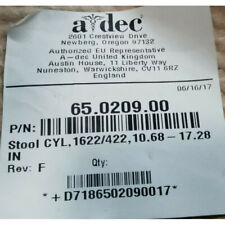 a dec
2601 Crestview Drive
Newberg, Oregon 97132
Authorized EU Representative
A-dec United Kingdom
Austin House, 11 Liberty Way
Nuneaton, Warwickshire, CV11 6RZ
England
06/16/17
65.0209.00
P/N:
Stool CYL,1622/422,10.68 - 17.28
IN
Rev: F
Qty:
*+D7186502090017*